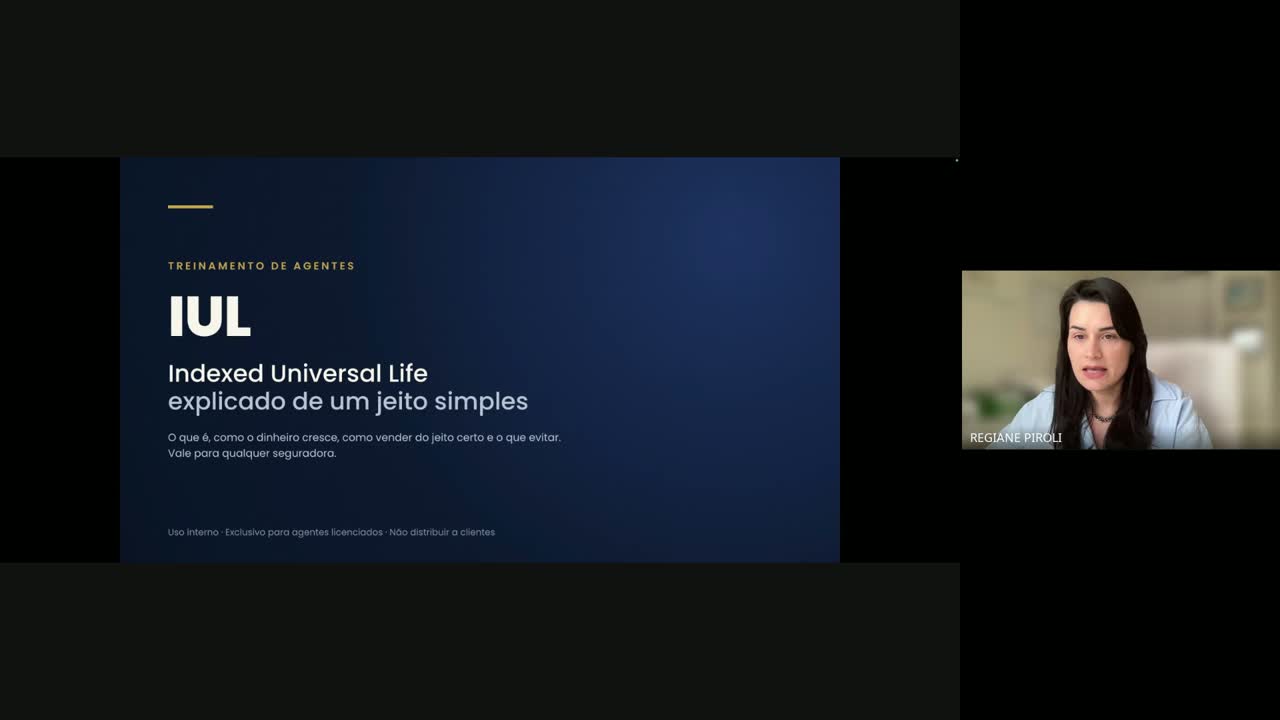 TREINAMENTO DE AGENTES
IUL
Indexed Universal Life
explicado de um jeito simples
O que é, como o dinheiro cresce, como vender do jeito certo e o que evitar.
Vale para qualquer seguradora.
Uso interno · Exclusivo para agentes licenciados · Não distribuir a clientes
REGIANE PIROLI